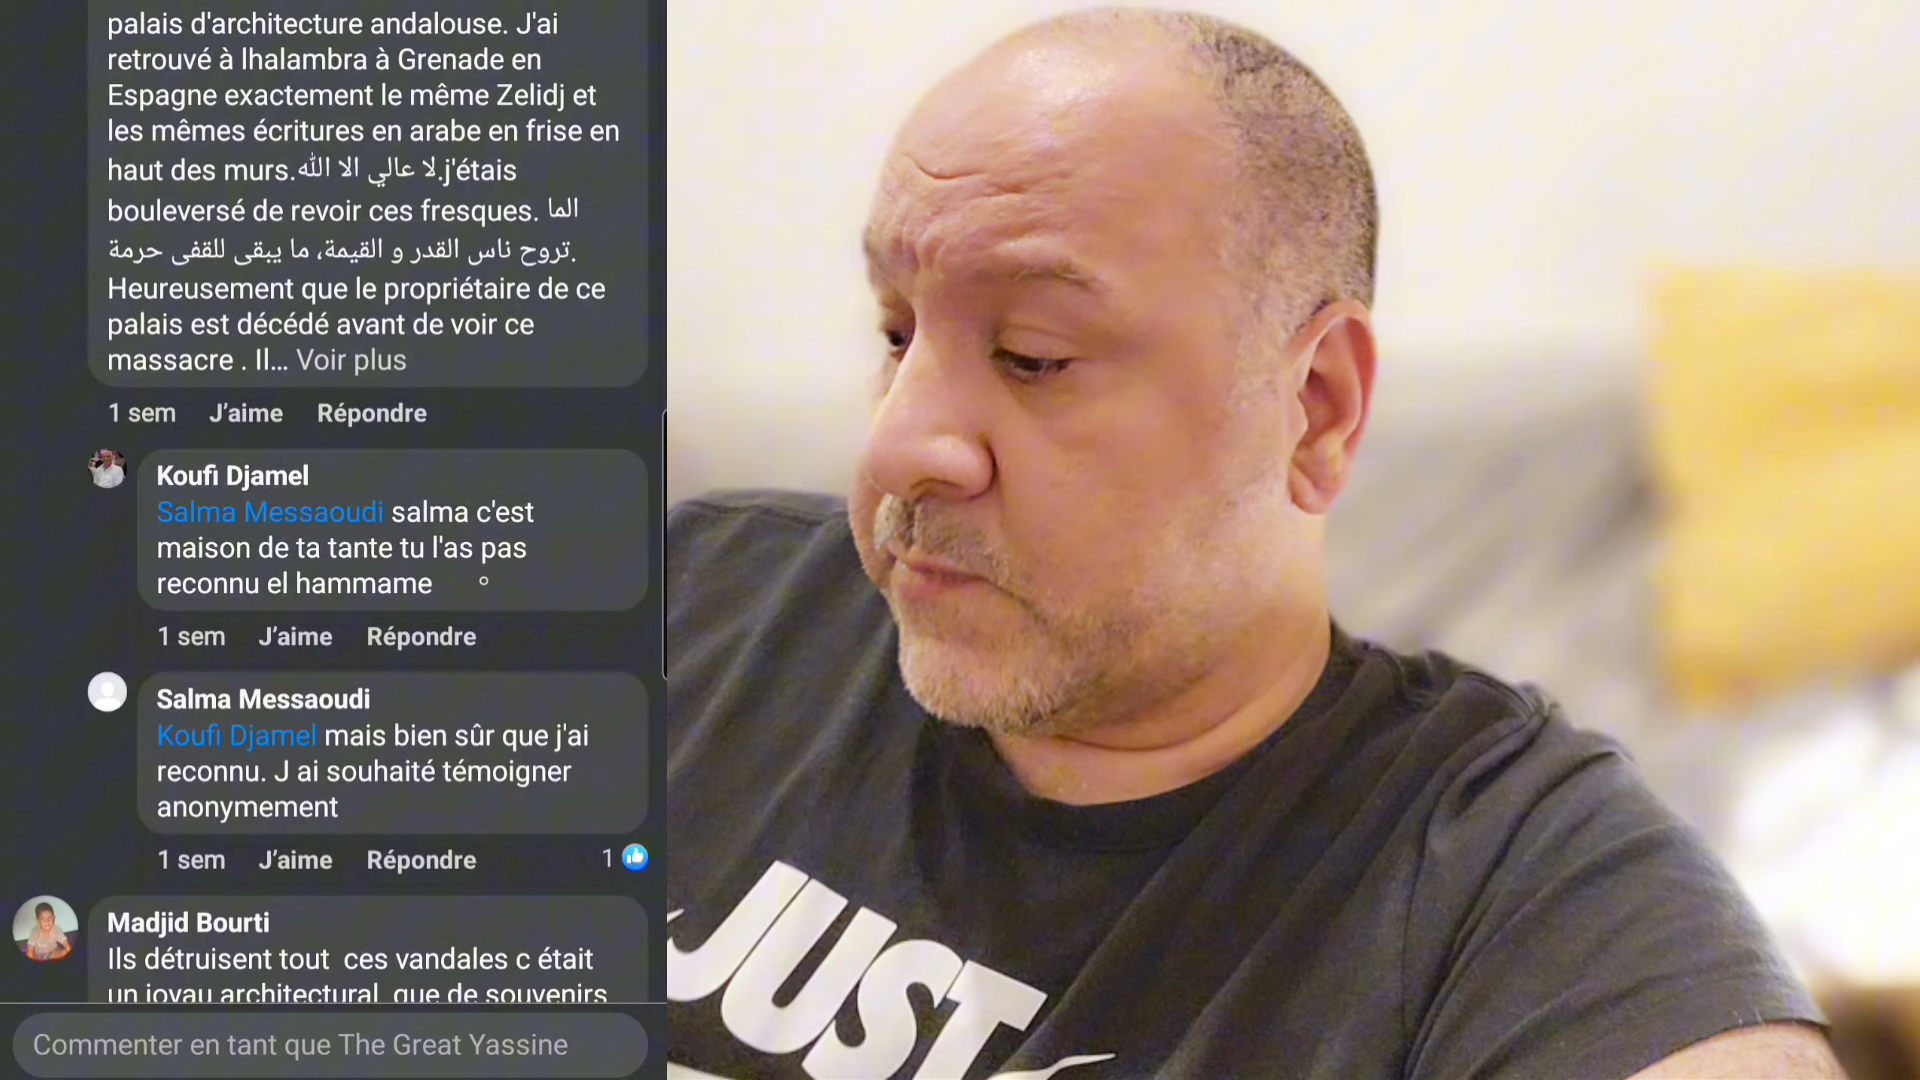 palais d'architecture andalouse. J'ai
retrouvé à lhalambra à Grenade en
Espagne exactement le même Zelidj et
les mêmes écritures en arabe en frise en
haut des murs.لا عالي الا الله.j'étais
bouleversé de revoir ces fresques. الما
تروح ناس القدر و القيمة، ما يبقى للقفى حرمة.
Heureusement que le propriétaire de ce
palais est décédé avant de voir ce
massacre . Il... Voir plus
1 sem J'aime Répondre
Koufi Djamel
Salma Messaoudi salma c'est
maison de ta tante tu l'as pas
reconnu el hammame °
1 sem J'aime Répondre
Salma Messaoudi
Koufi Djamel mais bien sûr que j'ai
reconnu. J ai souhaité témoigner
anonymement
1 sem J'aime Répondre 1
Madjid Bourti
Ils détruisent tout ces vandales c était
un joyau architectural que de souvenirs
Commenter en tant que The Great Yassine
JUST